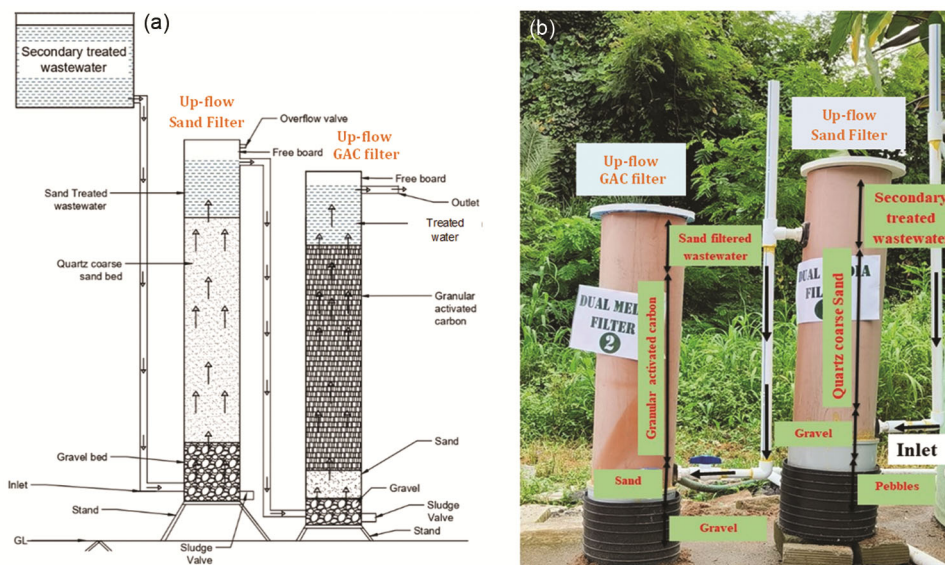 (a)
Secondary treated
wastewater
Up-flow
Sand Filter
Overflow valve
Free board
Up-flow
GAC filter
Free board
Outlet
Sand Treated
wastewater
Treated
water
Quartz coarse
sand bed
Granular
activated
carbon
Sand
Gravel bed
Gravel
Inlet
Sludge
Valve
Stand
Stand
GL
Sludge
Valve
(b)
Up-flow
Sand Filter
Up-flow
GAC filter
Secondary
treated
wastewater
Sand filtered
wastewater
DUAL
FILTER
DUAL
FILTER
2
Quartz coarse Sand
Granular activated carbon
Gravel
Inlet
Sand
Pebbles
Gravel